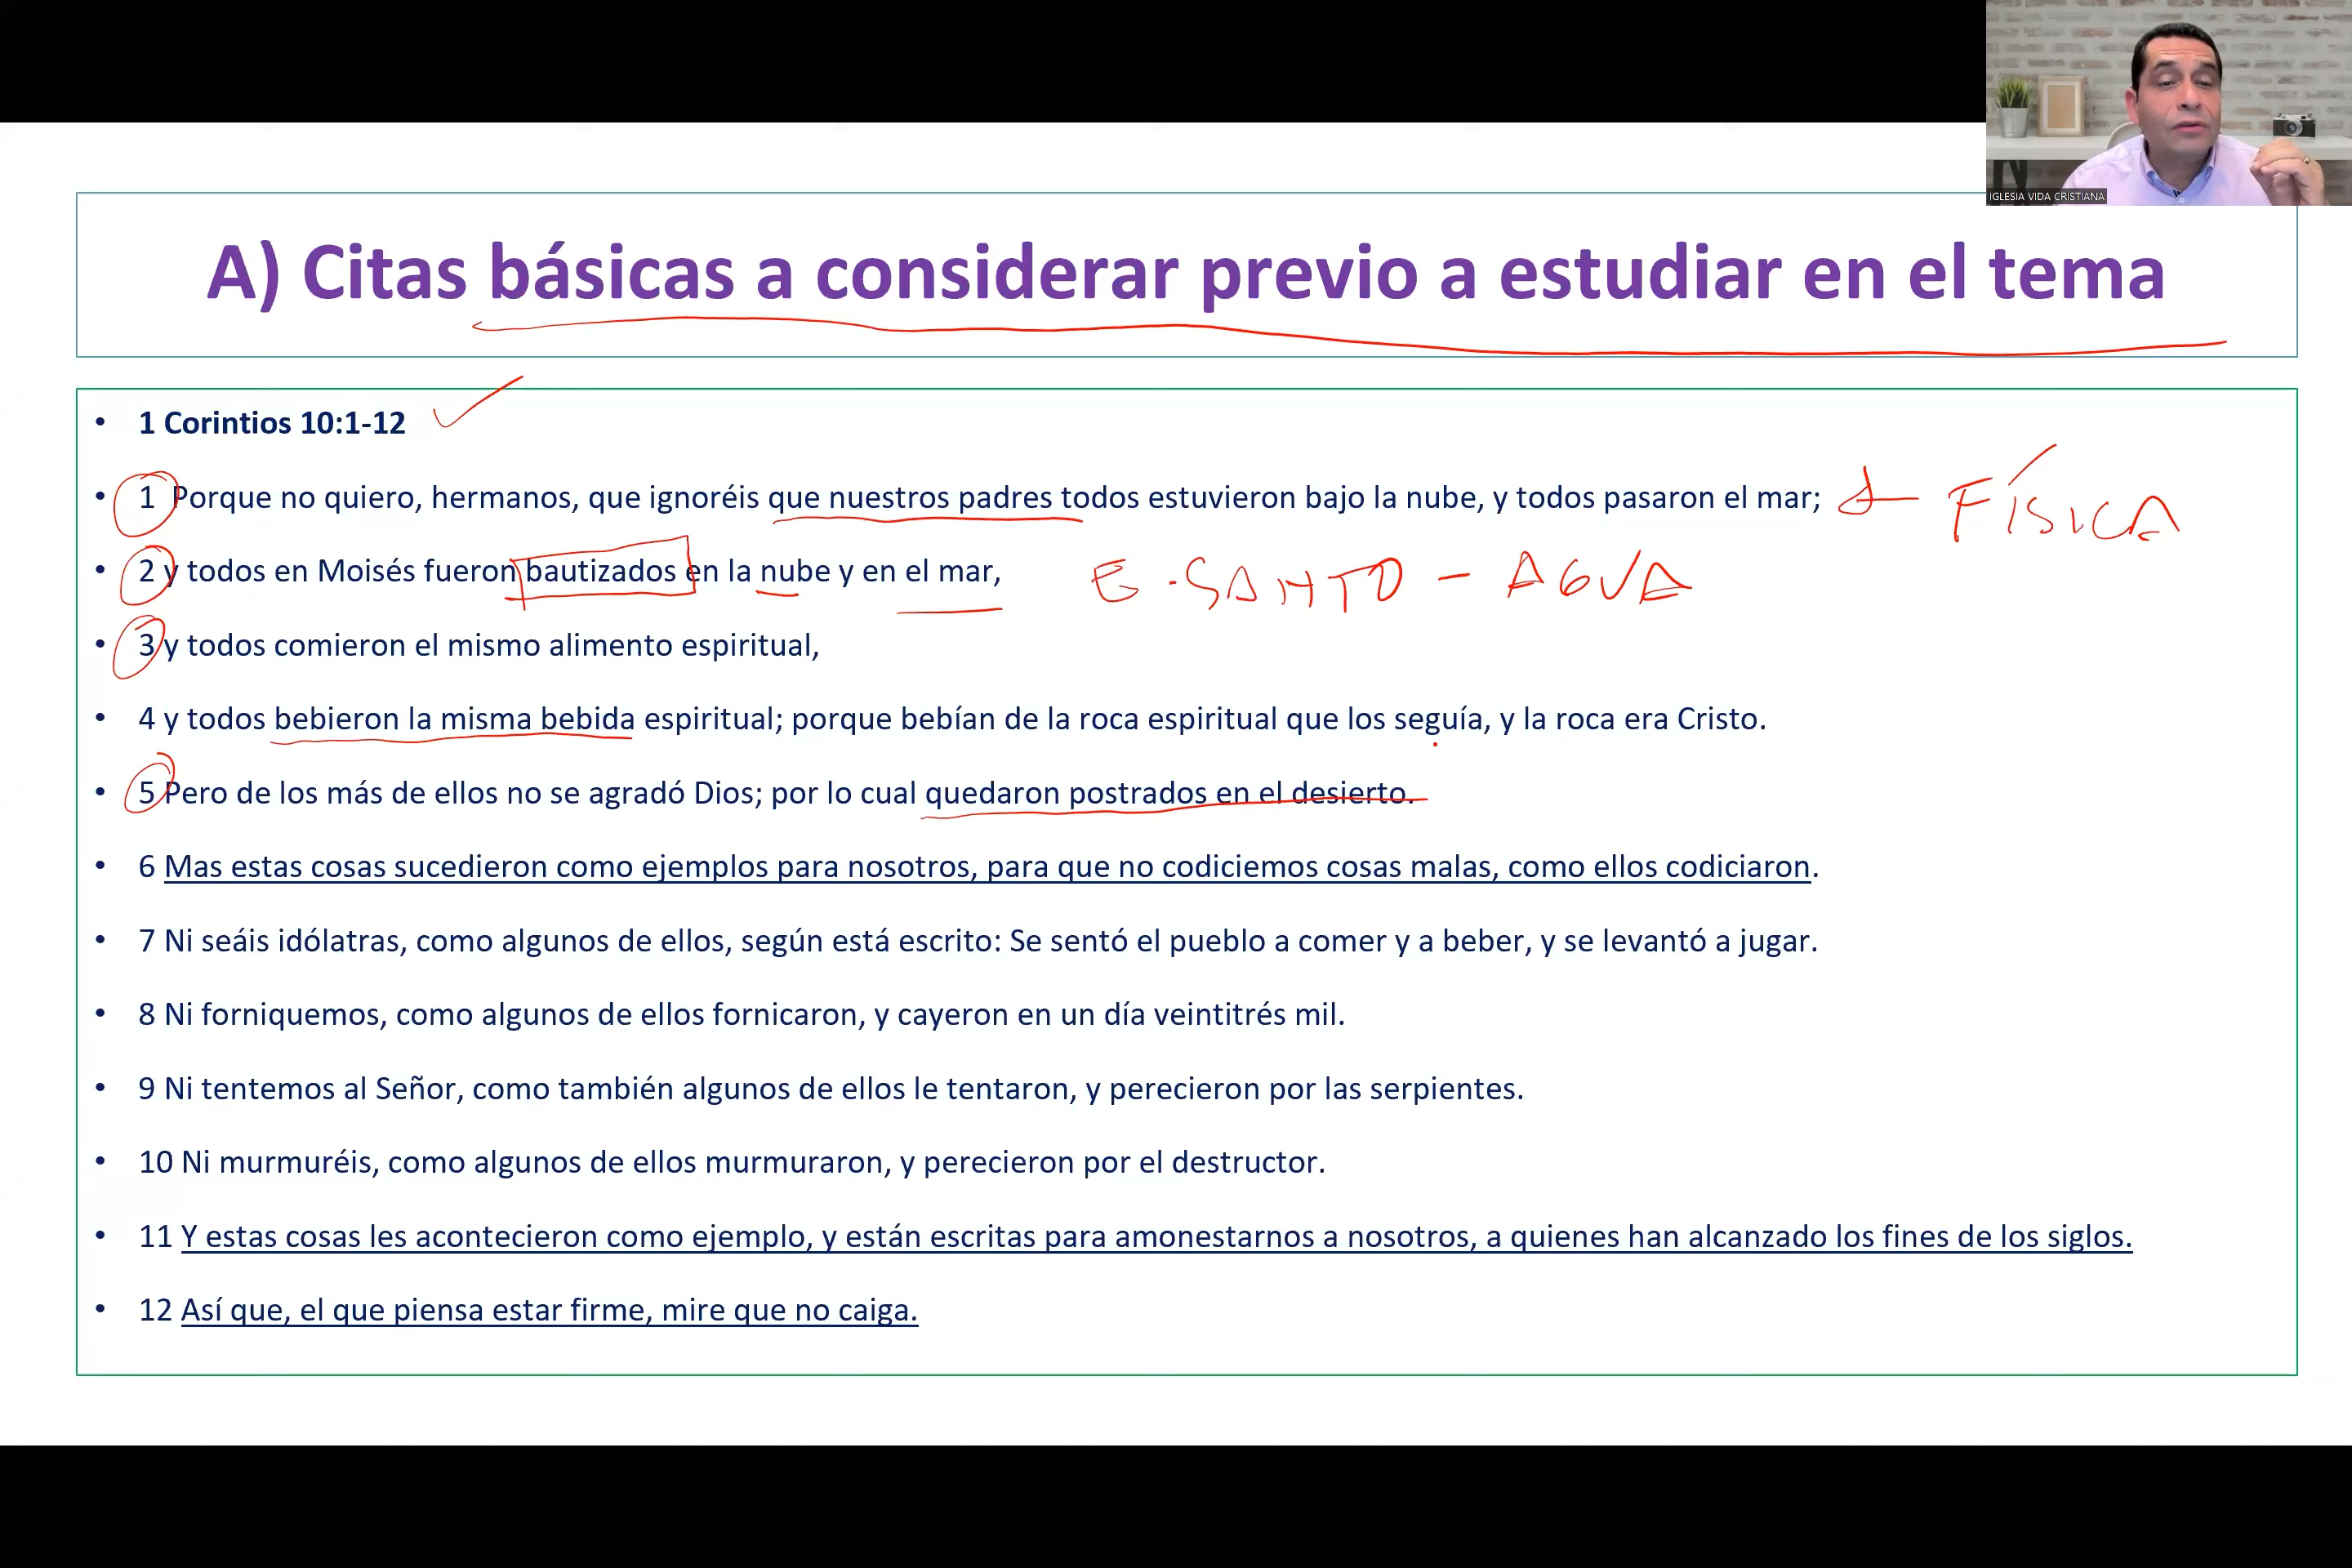 IGLESIA VIDA CRISTIANA
A) Citas básicas a considerar previo a estudiar en el tema
• 1 Corintios 10:1-12
• 1 Porque no quiero, hermanos, que ignoréis que nuestros padres todos estuvieron bajo la nube, y todos pasaron el mar; FÍSICA
• 2 y todos en Moisés fueron bautizados en la nube y en el mar, E. SANTO - AGUA
• 3 y todos comieron el mismo alimento espiritual,
• 4 y todos bebieron la misma bebida espiritual; porque bebían de la roca espiritual que los seguía, y la roca era Cristo.
• 5 Pero de los más de ellos no se agradó Dios; por lo cual quedaron postrados en el desierto.
• 6 Mas estas cosas sucedieron como ejemplos para nosotros, para que no codiciemos cosas malas, como ellos codiciaron.
• 7 Ni seáis idólatras, como algunos de ellos, según está escrito: Se sentó el pueblo a comer y a beber, y se levantó a jugar.
• 8 Ni forniquemos, como algunos de ellos fornicaron, y cayeron en un día veintitrés mil.
• 9 Ni tentemos al Señor, como también algunos de ellos le tentaron, y perecieron por las serpientes.
• 10 Ni murmuréis, como algunos de ellos murmuraron, y perecieron por el destructor.
• 11 Y estas cosas les acontecieron como ejemplo, y están escritas para amonestarnos a nosotros, a quienes han alcanzado los fines de los siglos.
• 12 Así que, el que piensa estar firme, mire que no caiga.